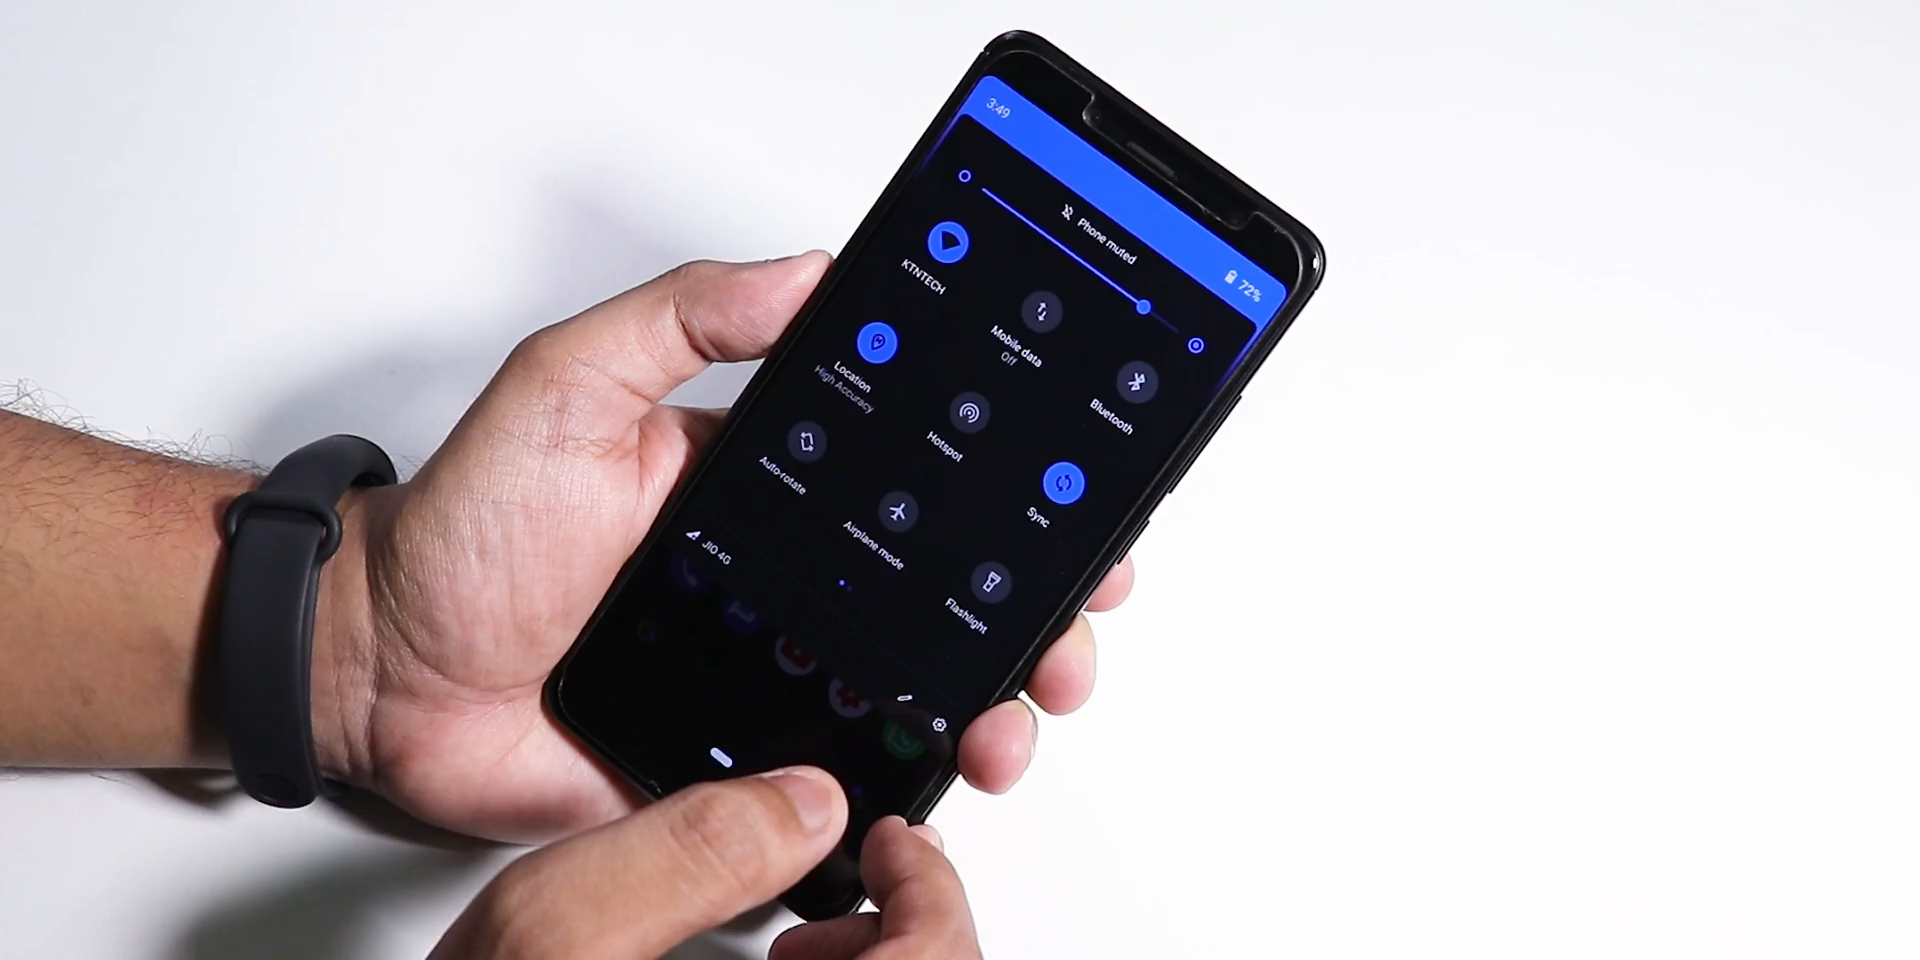 3:49
72%
Phone muted
KTNTECH
Mobile data
Off
Bluetooth
Location
High Accuracy
Hotspot
Sync
Auto-rotate
Airplane mode
Flashlight
JIO 4G